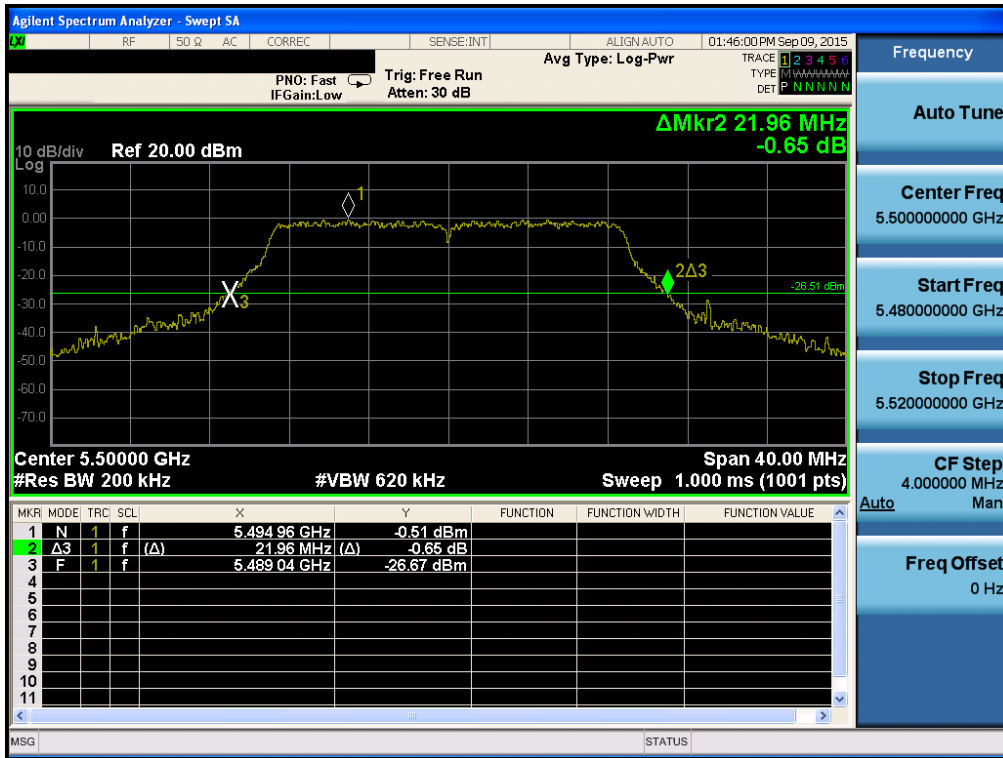 Agilent Spectrum Analyzer - Swept SA
LXI RF 50 Ω AC CORREC SENSE:INT ALIGN AUTO 01:46:00 PM Sep 09, 2015
Avg Type: Log-Pwr TRACE 1 2 3 4 5 6
PNO: Fast Trig: Free Run TYPE M WWWWW
IFGain:Low Atten: 30 dB DET P N N N N N
ΔMkr2 21.96 MHz
10 dB/div Ref 20.00 dBm -0.65 dB
Log
10.0
0.00
-10.0
-20.0
-30.0
-40.0
-50.0
-60.0
-70.0
1
2Δ3
-26.51 dBm
3
Center 5.50000 GHz Span 40.00 MHz
#Res BW 200 kHz #VBW 620 kHz Sweep 1.000 ms (1001 pts)
MKR MODE TRC SCL X Y FUNCTION FUNCTION WIDTH FUNCTION VALUE
1 N 1 f 5.494 96 GHz -0.51 dBm
2 Δ3 1 f (Δ) 21.96 MHz (Δ) -0.65 dB
3 F 1 f 5.489 04 GHz -26.67 dBm
4
5
6
7
8
9
10
11
MSG STATUS
Frequency
Auto Tune
Center Freq
5.500000000 GHz
Start Freq
5.480000000 GHz
Stop Freq
5.520000000 GHz
CF Step
4.000000 MHz
Auto Man
Freq Offset
0 Hz